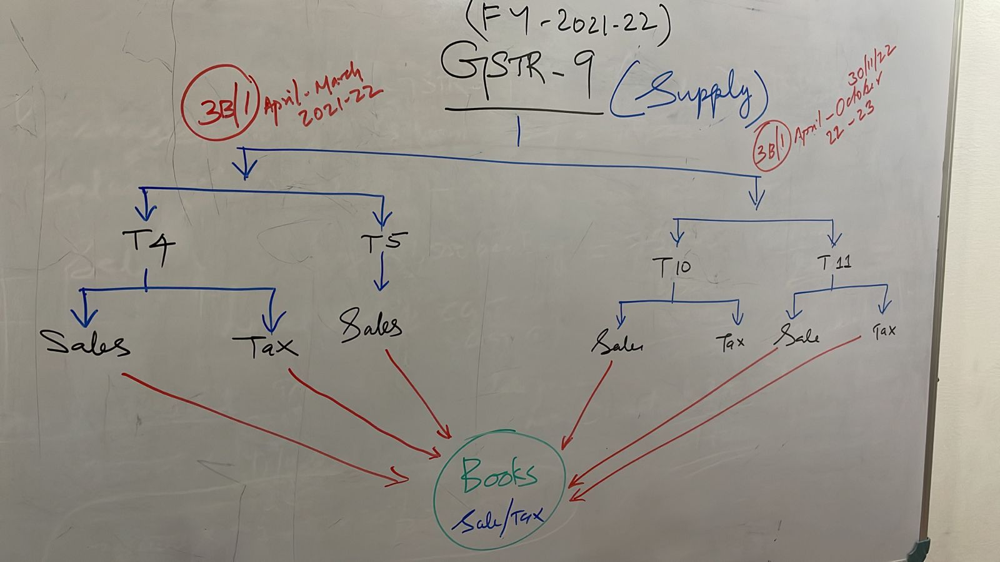 (FY-2021-22)
GSTR-9 (Supply)
3B/1 April-March
2021-22
30/11/22
3B/1 April-October
22-23
T4
T5
T10
T11
Sales
Tax
Sales
Sales
Tax
Sale
Tax
Books
Sale/Tax